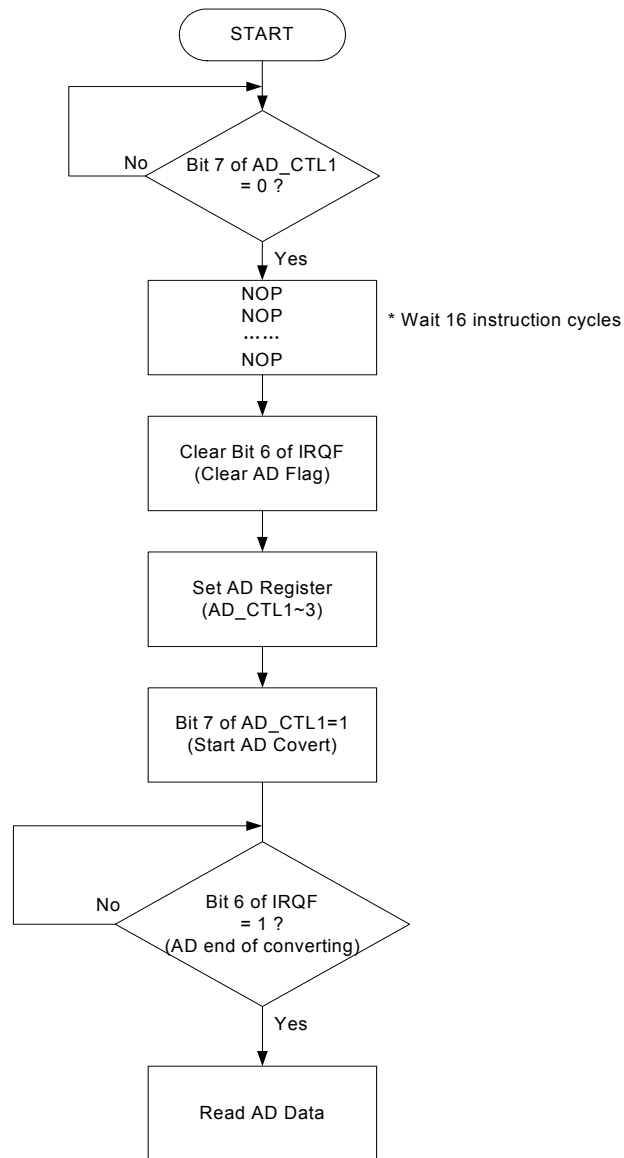 START
No
Bit 7 of AD_CTL1
= 0 ?
Yes
NOP
NOP
……
NOP
* Wait 16 instruction cycles
Clear Bit 6 of IRQF
(Clear AD Flag)
Set AD Register
(AD_CTL1~3)
Bit 7 of AD_CTL1=1
(Start AD Covert)
No
Bit 6 of IRQF
= 1 ?
(AD end of converting)
Yes
Read AD Data